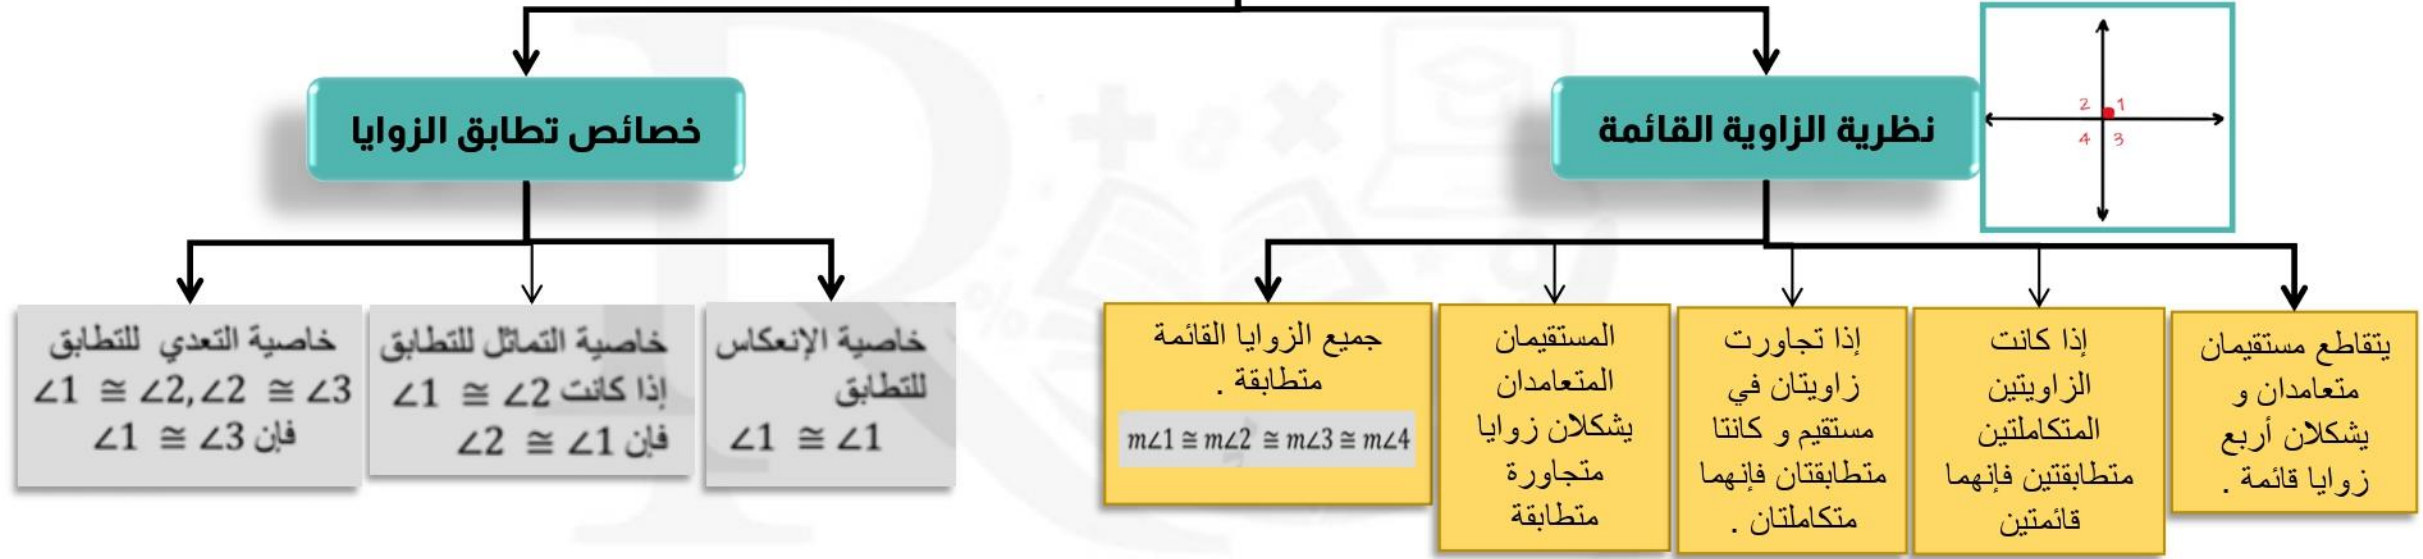 نظرية الزاوية القائمة
2 1
4 3
يتقاطع مستقيمان
متعامدان و
يشكلان أربع
زوايا قائمة .
إذا كانت
الزاويتين
المتكاملتين
متطابقتين فإنهما
قائمتين
إذا تجاورت
زاويتان في
مستقيم و كانتا
متطابقتان فإنهما
متكاملتان .
المستقيمان
المتعامدان
يشكلان زوايا
متجاورة
متطابقة
جميع الزوايا القائمة
متطابقة .
m∠1 ≅ m∠2 ≅ m∠3 ≅ m∠4
خصائص تطابق الزوايا
خاصية الإنعكاس
للتطابق
∠1 ≅ ∠1
خاصية التماثل للتطابق
إذا كانت ∠1 ≅ ∠2
فإن ∠2 ≅ ∠1
خاصية التعدي للتطابق
∠1 ≅ ∠2,∠2 ≅ ∠3
فإن ∠1 ≅ ∠3